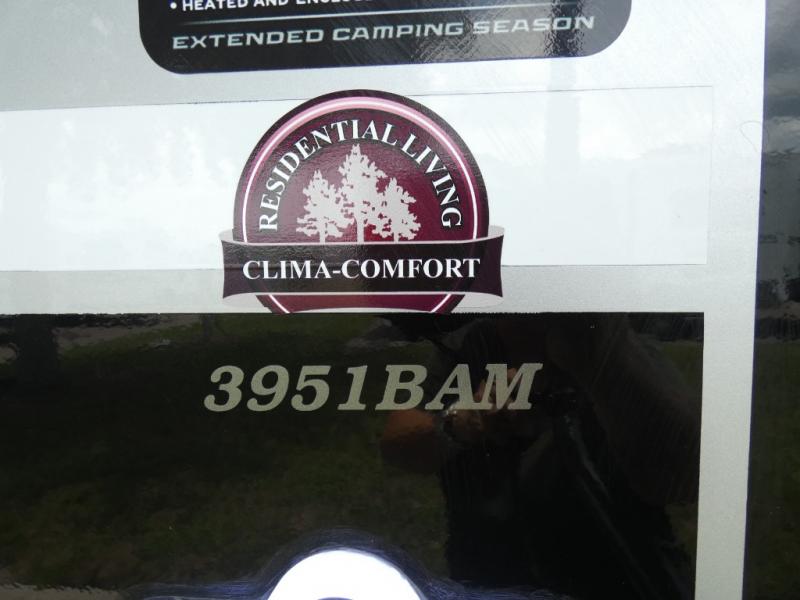 • HEATED AND
EXTENDED CAMPING SEASON
RESIDENTIAL LIVING
CLIMA-COMFORT
3951BAM